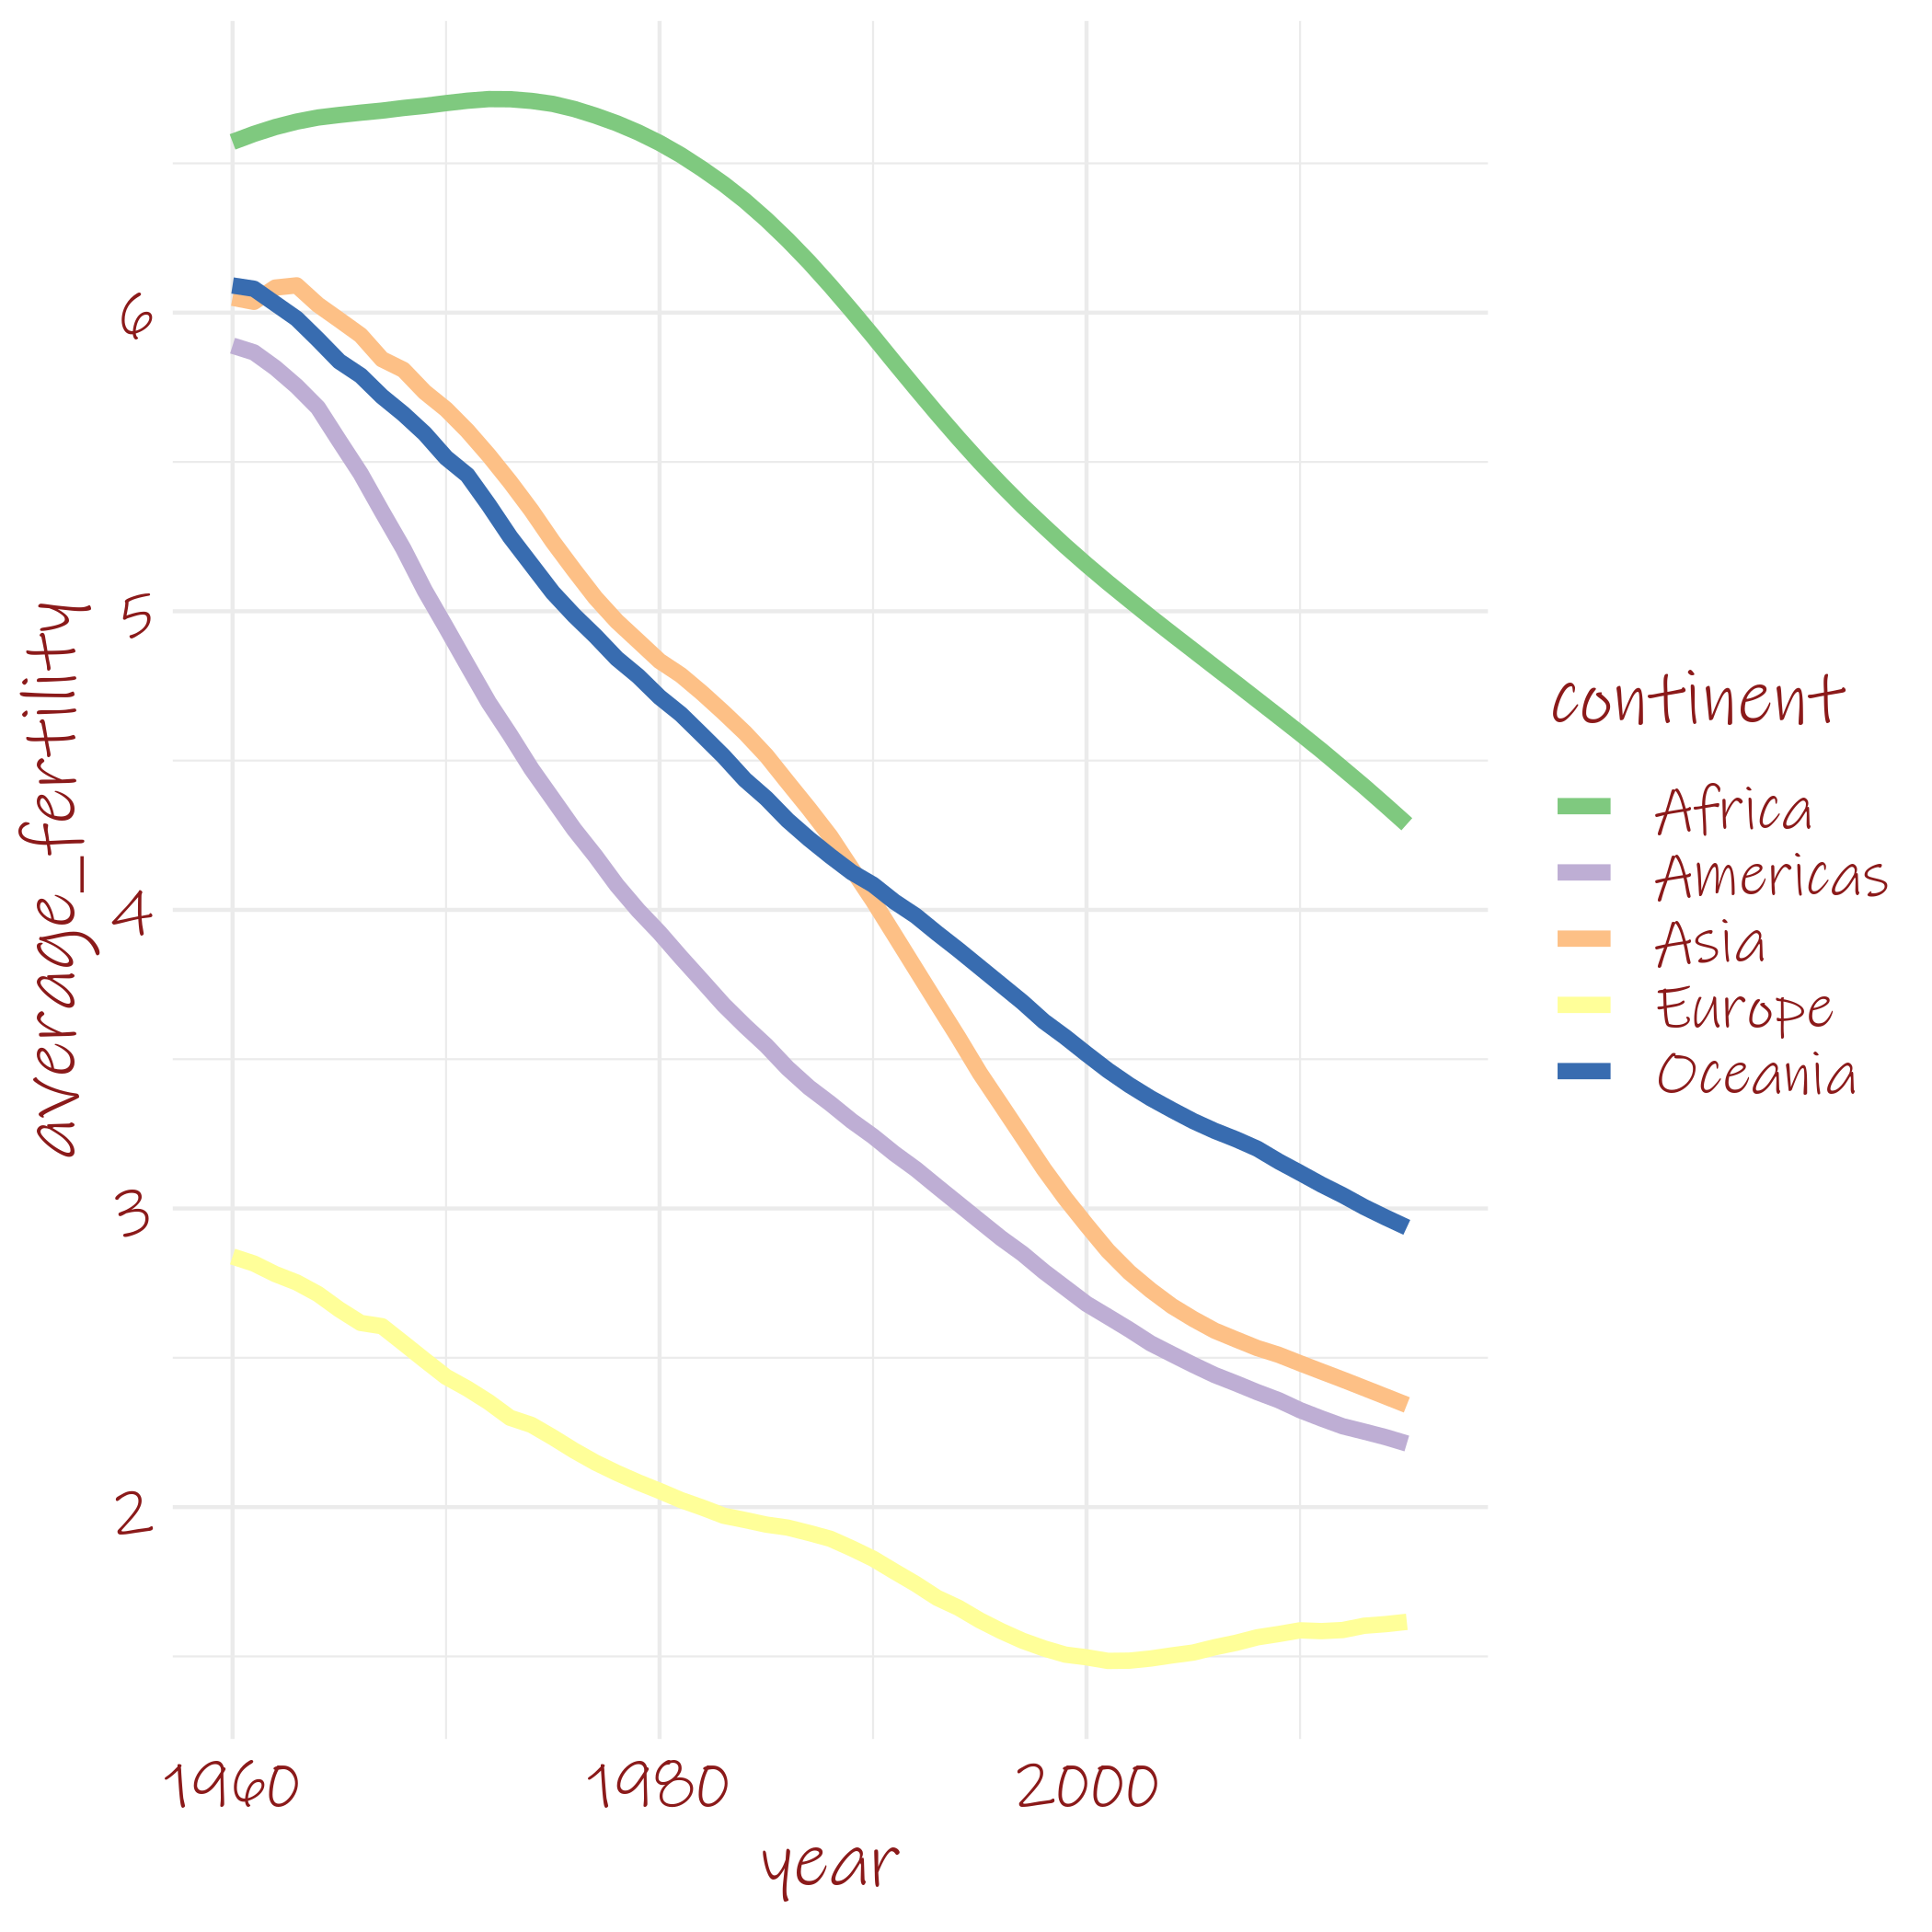 average_fertility
6
5
4
3
2
1960 1980 2000
year
continent
Africa
Americas
Asia
Europe
Oceania